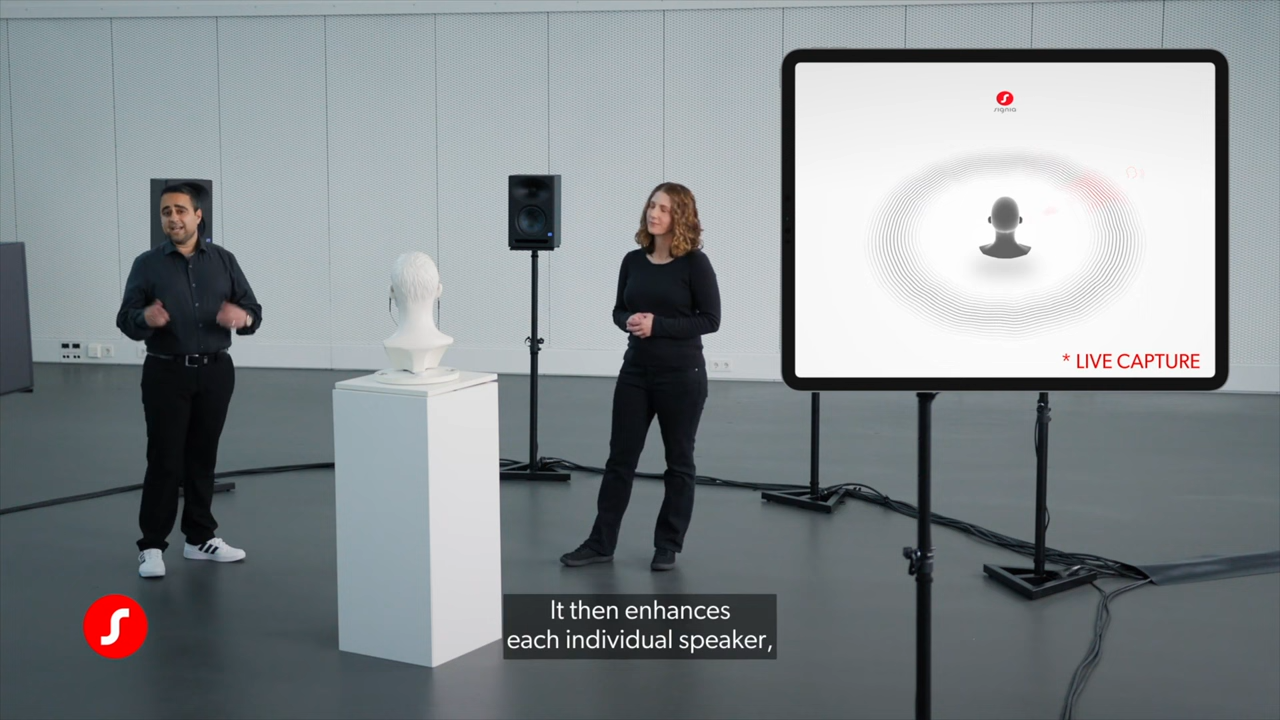 signia
* LIVE CAPTURE
It then enhances
each individual speaker,